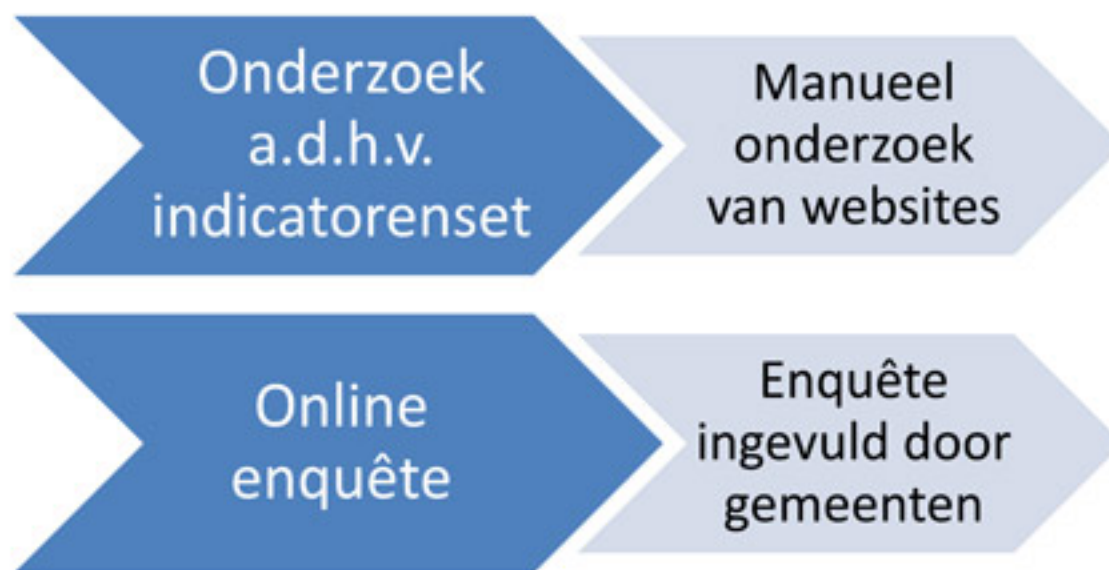 Onderzoek
a.d.h.v.
indicatorenset
Manueel
onderzoek
van websites
Online
enquête
Enquête
ingevuld door
gemeenten